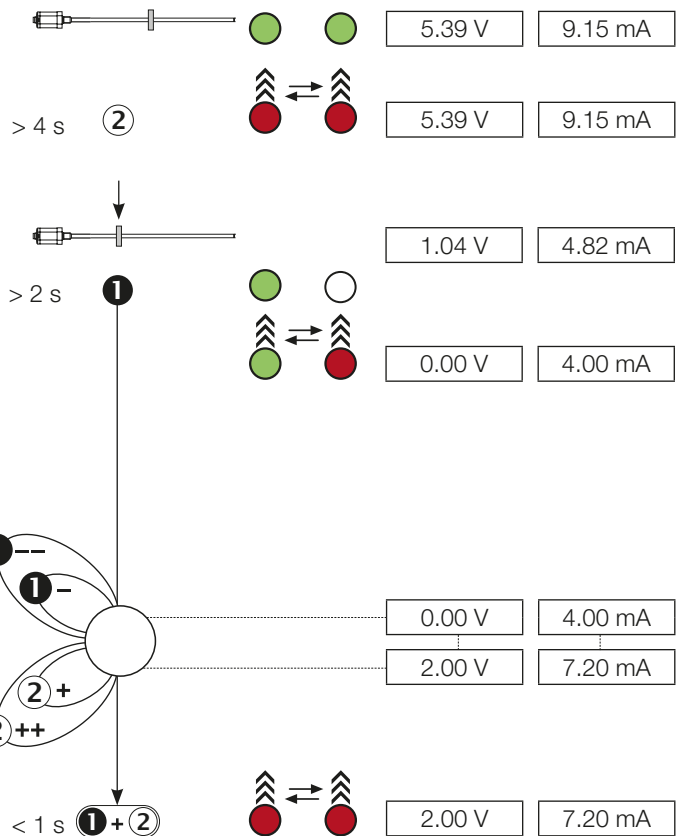 5.39 V 9.15 mA
> 4 s 2 5.39 V 9.15 mA
1.04 V 4.82 mA
> 2 s 1
0.00 V 4.00 mA
--
1 -
0.00 V 4.00 mA
2.00 V 7.20 mA
2 +
2 ++
< 1 s 1 + 2 2.00 V 7.20 mA